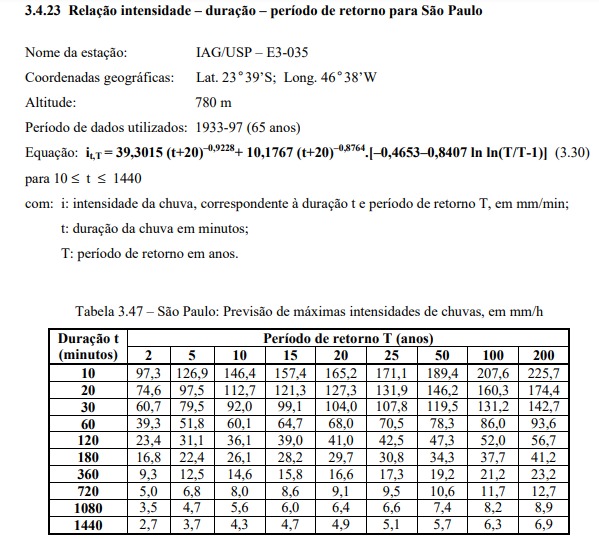 3.4.23 Relação intensidade – duração – período de retorno para São Paulo
Nome da estação: IAG/USP – E3-035
Coordenadas geográficas: Lat. 23°39'S; Long. 46°38'W
Altitude: 780 m
Período de dados utilizados: 1933-97 (65 anos)
Equação: i_t,T = 39,3015 (t+20)^–0,9228 + 10,1767 (t+20)^–0,8764 .[–0,4653–0,8407 ln ln(T/T-1)] (3.30)
para 10 ≤ t ≤ 1440
com: i: intensidade da chuva, correspondente à duração t e período de retorno T, em mm/min;
t: duração da chuva em minutos;
T: período de retorno em anos.
Tabela 3.47 – São Paulo: Previsão de máximas intensidades de chuvas, em mm/h
Duração t Período de retorno T (anos)
(minutos) 2 5 10 15 20 25 50 100 200
10 97,3 126,9 146,4 157,4 165,2 171,1 189,4 207,6 225,7
20 74,6 97,5 112,7 121,3 127,3 131,9 146,2 160,3 174,4
30 60,7 79,5 92,0 99,1 104,0 107,8 119,5 131,2 142,7
60 39,3 51,8 60,1 64,7 68,0 70,5 78,3 86,0 93,6
120 23,4 31,1 36,1 39,0 41,0 42,5 47,3 52,0 56,7
180 16,8 22,4 26,1 28,2 29,7 30,8 34,3 37,7 41,2
360 9,3 12,5 14,6 15,8 16,6 17,3 19,2 21,2 23,2
720 5,0 6,8 8,0 8,6 9,1 9,5 10,6 11,7 12,7
1080 3,5 4,7 5,6 6,0 6,4 6,6 7,4 8,2 8,9
1440 2,7 3,7 4,3 4,7 4,9 5,1 5,7 6,3 6,9